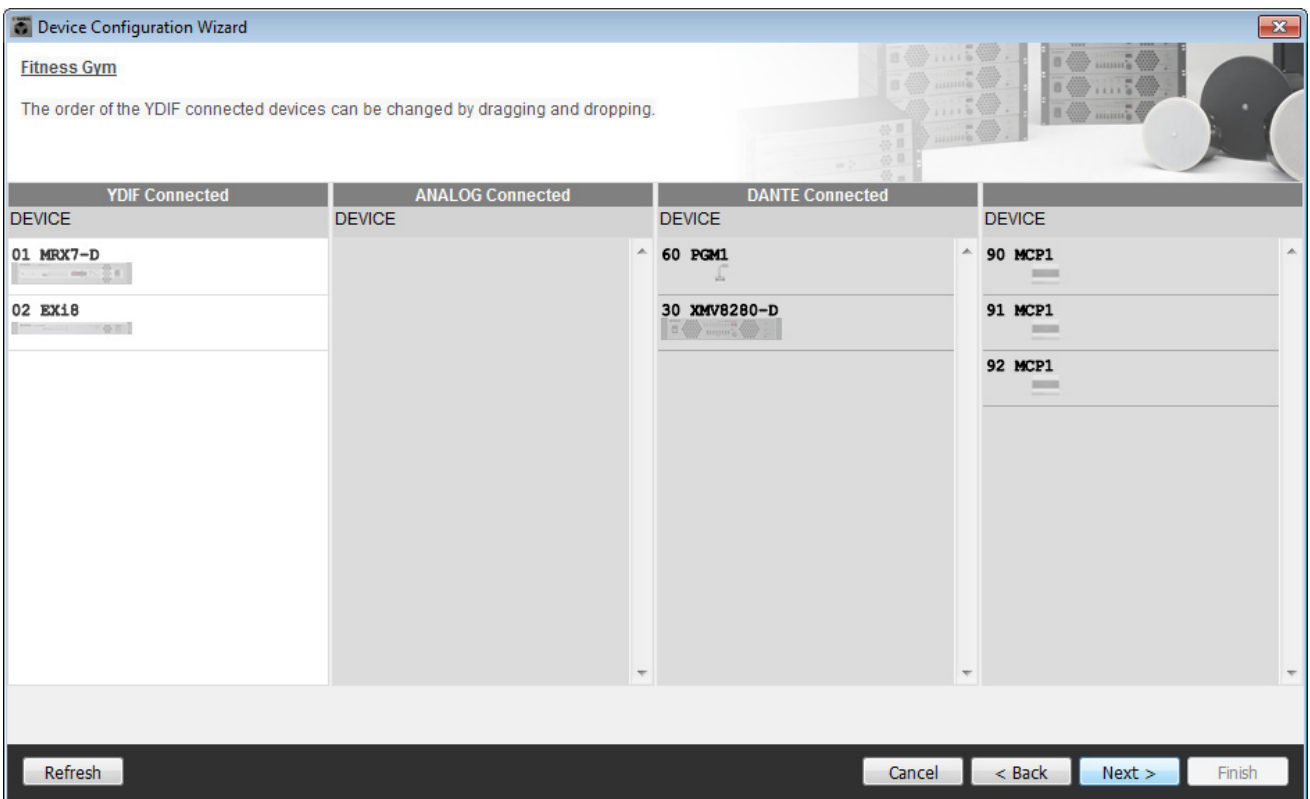 Device Configuration Wizard
Fitness Gym
The order of the YDIF connected devices can be changed by dragging and dropping.
YDIF Connected
ANALOG Connected
DANTE Connected
DEVICE
DEVICE
DEVICE
DEVICE
01 MRX7-D
60 PGM1
90 MCP1
02 EXi8
30 XMV8280-D
91 MCP1
92 MCP1
Refresh
Cancel
< Back
Next >
Finish